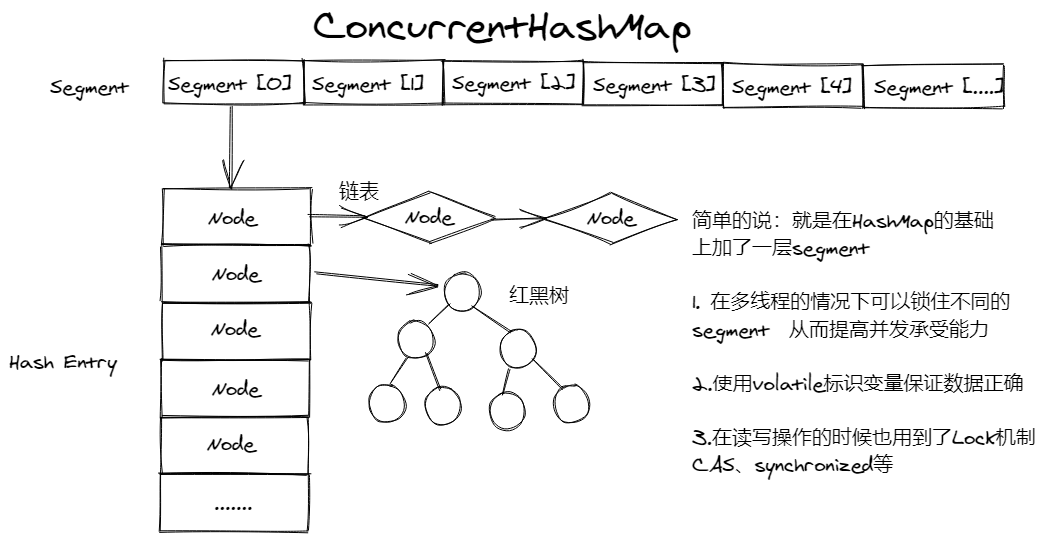 ConcurrentHashMap
Segment
Segment [0]
Segment [1]
Segment [2]
Segment [3]
Segment [4]
Segment [....]
链表
Node
Node
Node
简单的说：就是在HashMap的基础
上加了一层segment
Node
红黑树
1. 在多线程的情况下可以锁住不同的
segment 从而提高并发承受能力
Node
Hash Entry
Node
2.使用volatile标识变量保证数据正确
Node
3.在读写操作的时候也用到了Lock机制
CAS、synchronized等
.......